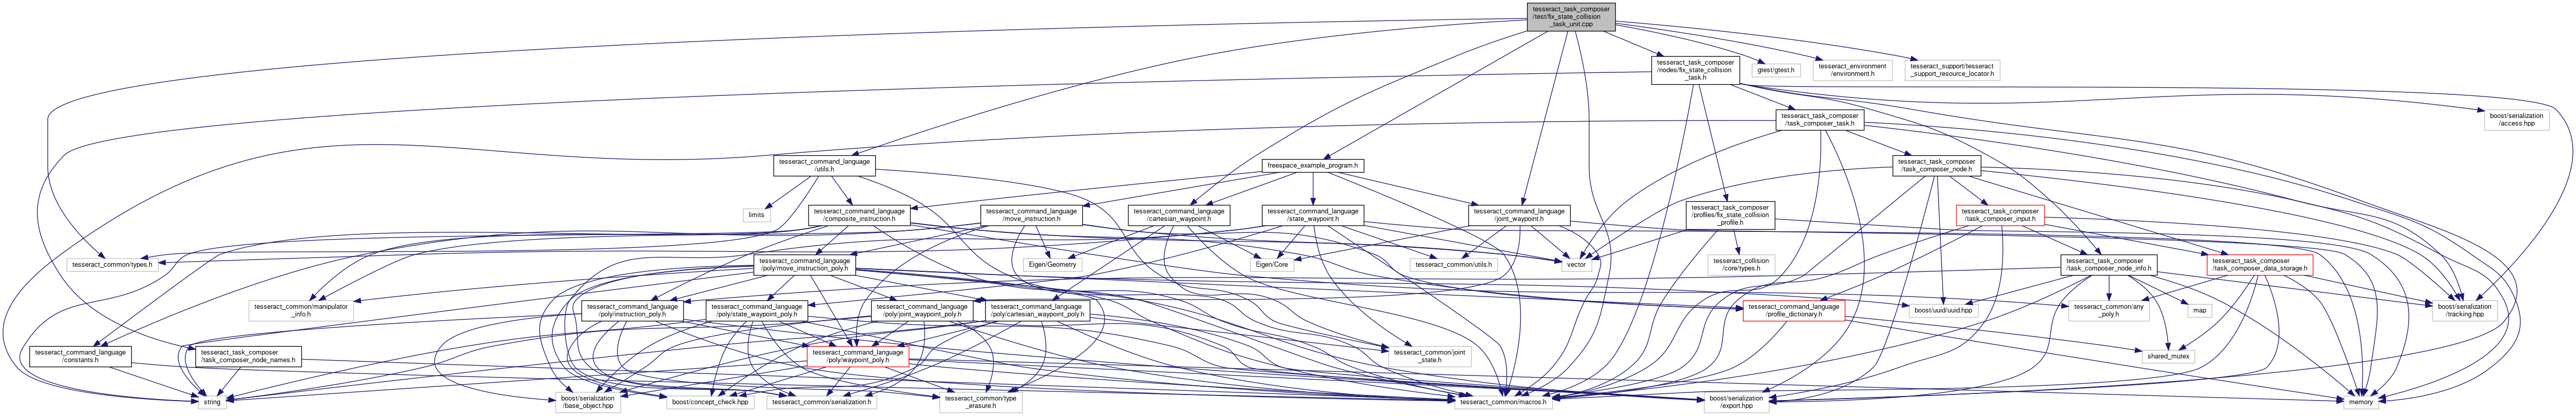 tesseract_task_composer
/test/fix_state_collision
_task_unit.cpp
tesseract_task_composer
/nodes/fix_state_collision
_task.h
gtest/gtest.h
tesseract_environment
/environment.h
tesseract_support/tesseract
_support_resource_locator.h
tesseract_task_composer
/task_composer_task.h
boost/serialization
/access.hpp
tesseract_command_language
/utils.h
freespace_example_program.h
tesseract_task_composer
/task_composer_node.h
limits
tesseract_command_language
/composite_instruction.h
tesseract_command_language
/move_instruction.h
tesseract_command_language
/cartesian_waypoint.h
tesseract_command_language
/state_waypoint.h
tesseract_command_language
/joint_waypoint.h
tesseract_task_composer
/profiles/fix_state_collision
_profile.h
tesseract_task_composer
/task_composer_input.h
tesseract_common/types.h
tesseract_command_language
/poly/move_instruction_poly.h
Eigen/Geometry
Eigen/Core
tesseract_common/utils.h
vector
tesseract_collision
/core/types.h
tesseract_task_composer
/task_composer_node_info.h
tesseract_task_composer
/task_composer_data_storage.h
tesseract_common/manipulator
_info.h
tesseract_command_language
/poly/instruction_poly.h
tesseract_command_language
/poly/state_waypoint_poly.h
tesseract_command_language
/poly/joint_waypoint_poly.h
tesseract_command_language
/poly/cartesian_waypoint_poly.h
tesseract_command_language
/profile_dictionary.h
boost/uuid/uuid.hpp
tesseract_common/any
_poly.h
map
boost/serialization
/tracking.hpp
tesseract_command_language
/constants.h
tesseract_task_composer
/task_composer_node_names.h
tesseract_command_language
/poly/waypoint_poly.h
tesseract_common/joint
_state.h
shared_mutex
string
boost/serialization
/base_object.hpp
boost/concept_check.hpp
tesseract_common/serialization.h
tesseract_common/type
_erasure.h
tesseract_common/macros.h
boost/serialization
/export.hpp
memory